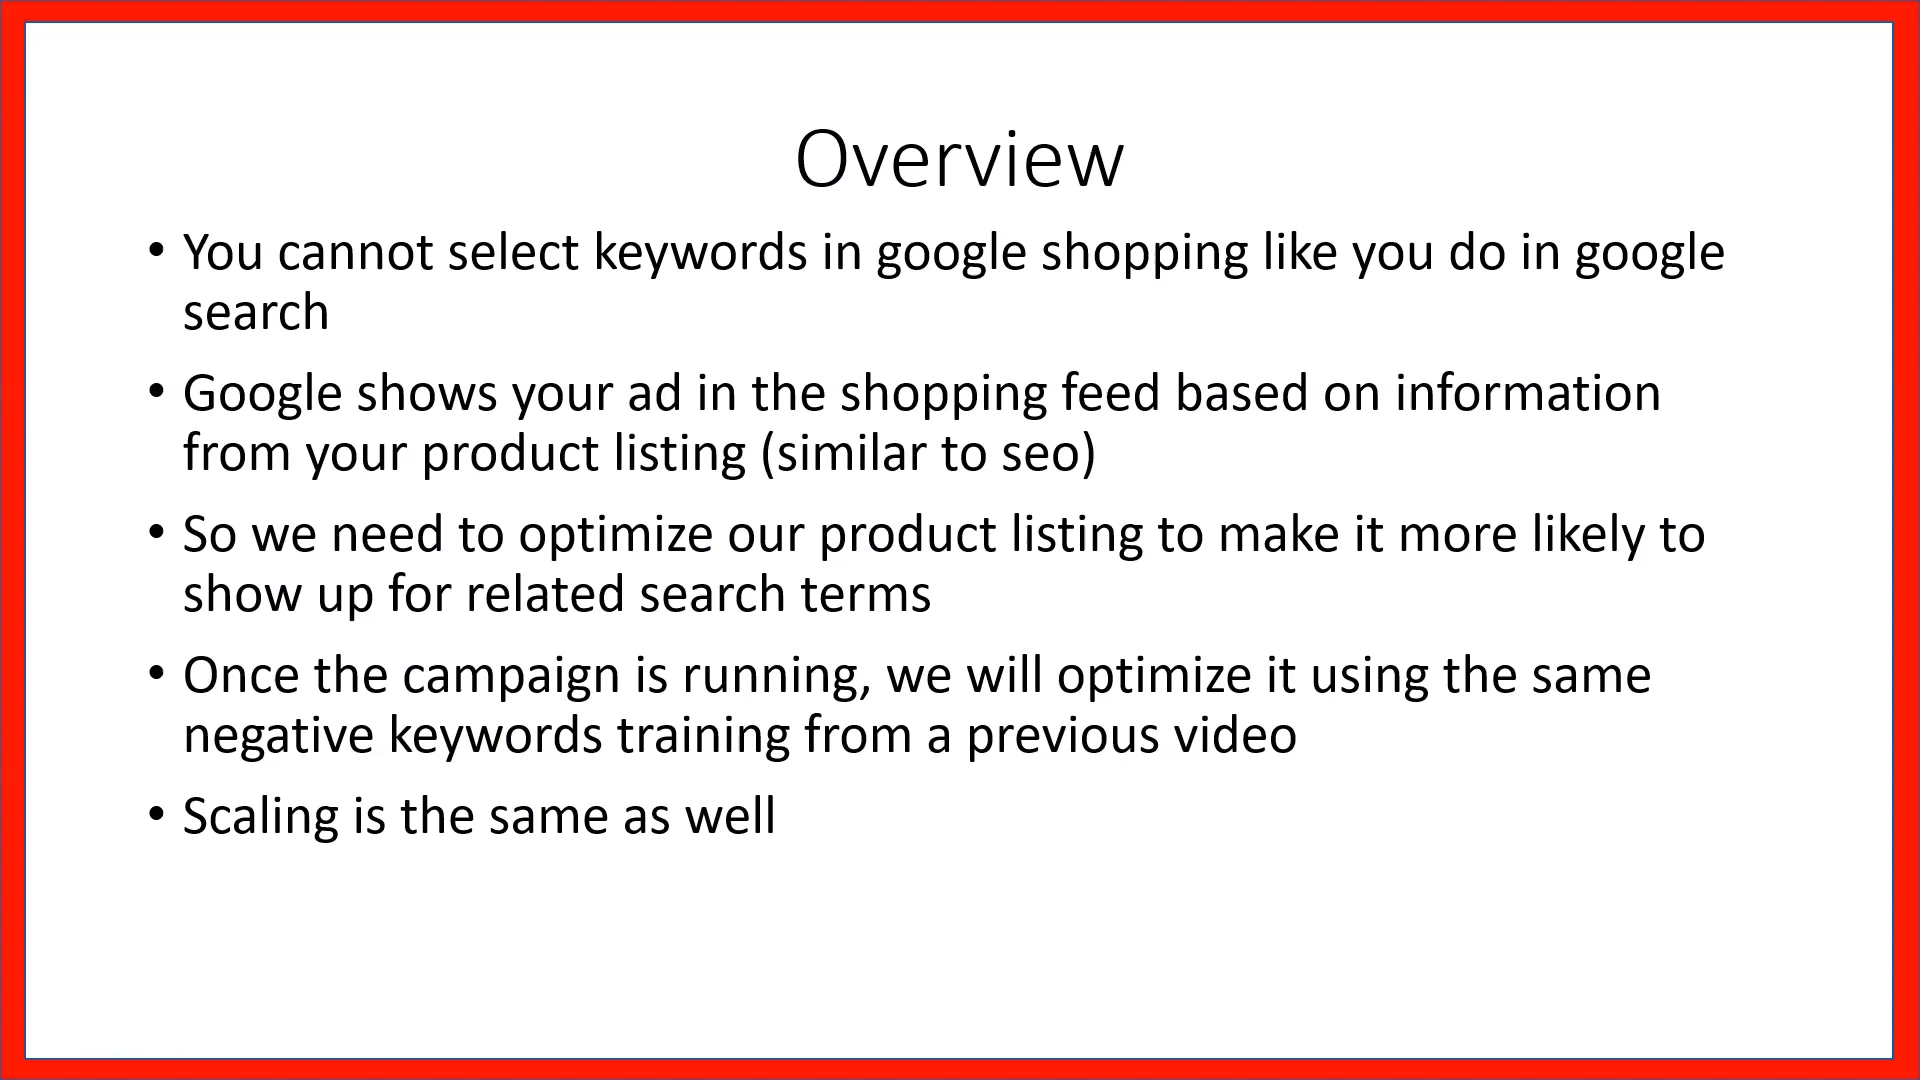 Overview
• You cannot select keywords in google shopping like you do in google
search
• Google shows your ad in the shopping feed based on information
from your product listing (similar to seo)
• So we need to optimize our product listing to make it more likely to
show up for related search terms
• Once the campaign is running, we will optimize it using the same
negative keywords training from a previous video
• Scaling is the same as well